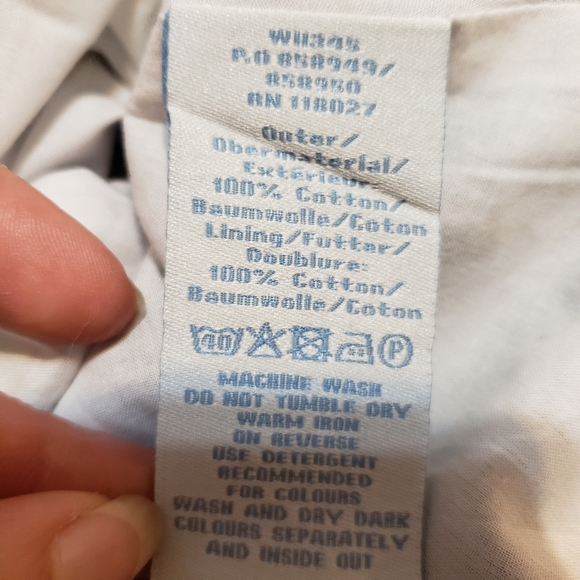 WH345
P.O 858949/
858950
RN 118027
Outer/
Obermaterial/
Extérieur:
100% Cotton/
Baumwolle/Coton
Lining/Futter/
Doublure:
100% Cotton/
Baumwolle/Coton
40 P
MACHINE WASH
DO NOT TUMBLE DRY
WARM IRON
ON REVERSE
USE DETERGENT
RECOMMENDED
FOR COLOURS
WASH AND DRY DARK
COLOURS SEPARATELY
AND INSIDE OUT